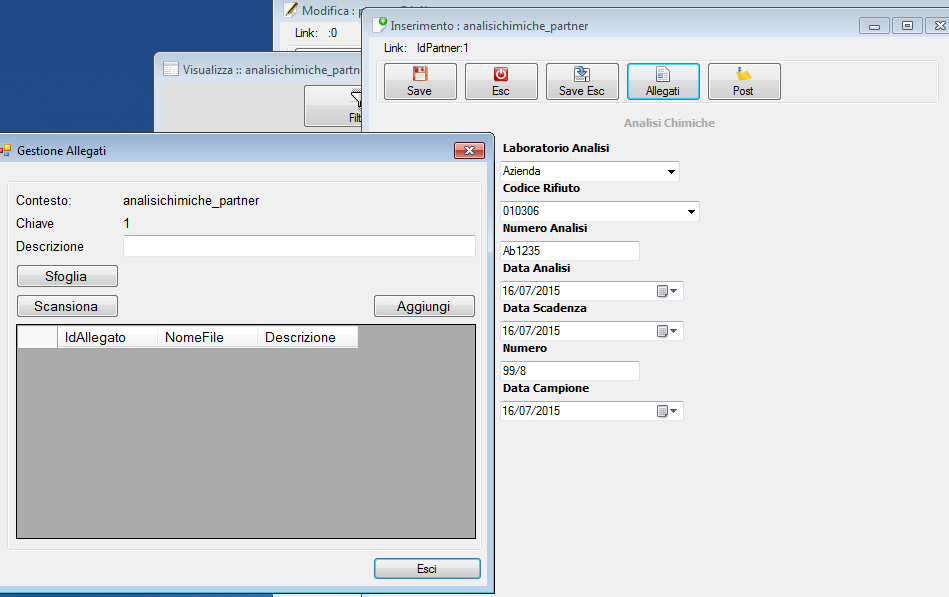 Modifica :
Link: :0
Visualizza :: analisichimiche_partn
Filt
Inserimento : analisichimiche_partner
Link: IdPartner:1
Save Esc Save Esc Allegati Post
Analisi Chimiche
Laboratorio Analisi
Azienda
Codice Rifiuto
010306
Numero Analisi
Ab1235
Data Analisi
16/07/2015
Data Scadenza
16/07/2015
Numero
99/8
Data Campione
16/07/2015
Gestione Allegati
Contesto: analisichimiche_partner
Chiave 1
Descrizione
Sfoglia
Scansiona Aggiungi
IdAllegato NomeFile Descrizione
Esci